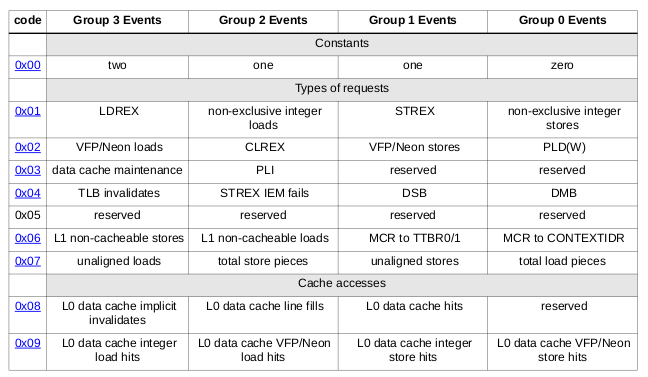 code Group 3 Events Group 2 Events Group 1 Events Group 0 Events
Constants
0x00 two one one zero
Types of requests
0x01 LDREX non-exclusive integer STREX non-exclusive integer
loads stores
0x02 VFP/Neon loads CLREX VFP/Neon stores PLD(W)
0x03 data cache maintenance PLI reserved reserved
0x04 TLB invalidates STREX IEM fails DSB DMB
0x05 reserved reserved reserved reserved
0x06 L1 non-cacheable stores L1 non-cacheable loads MCR to TTBR0/1 MCR to CONTEXTIDR
0x07 unaligned loads total store pieces unaligned stores total load pieces
Cache accesses
0x08 L0 data cache implicit L0 data cache line fills L0 data cache hits reserved
invalidates
0x09 L0 data cache integer L0 data cache VFP/Neon L0 data cache integer L0 data cache VFP/Neon
load hits load hits store hits store hits